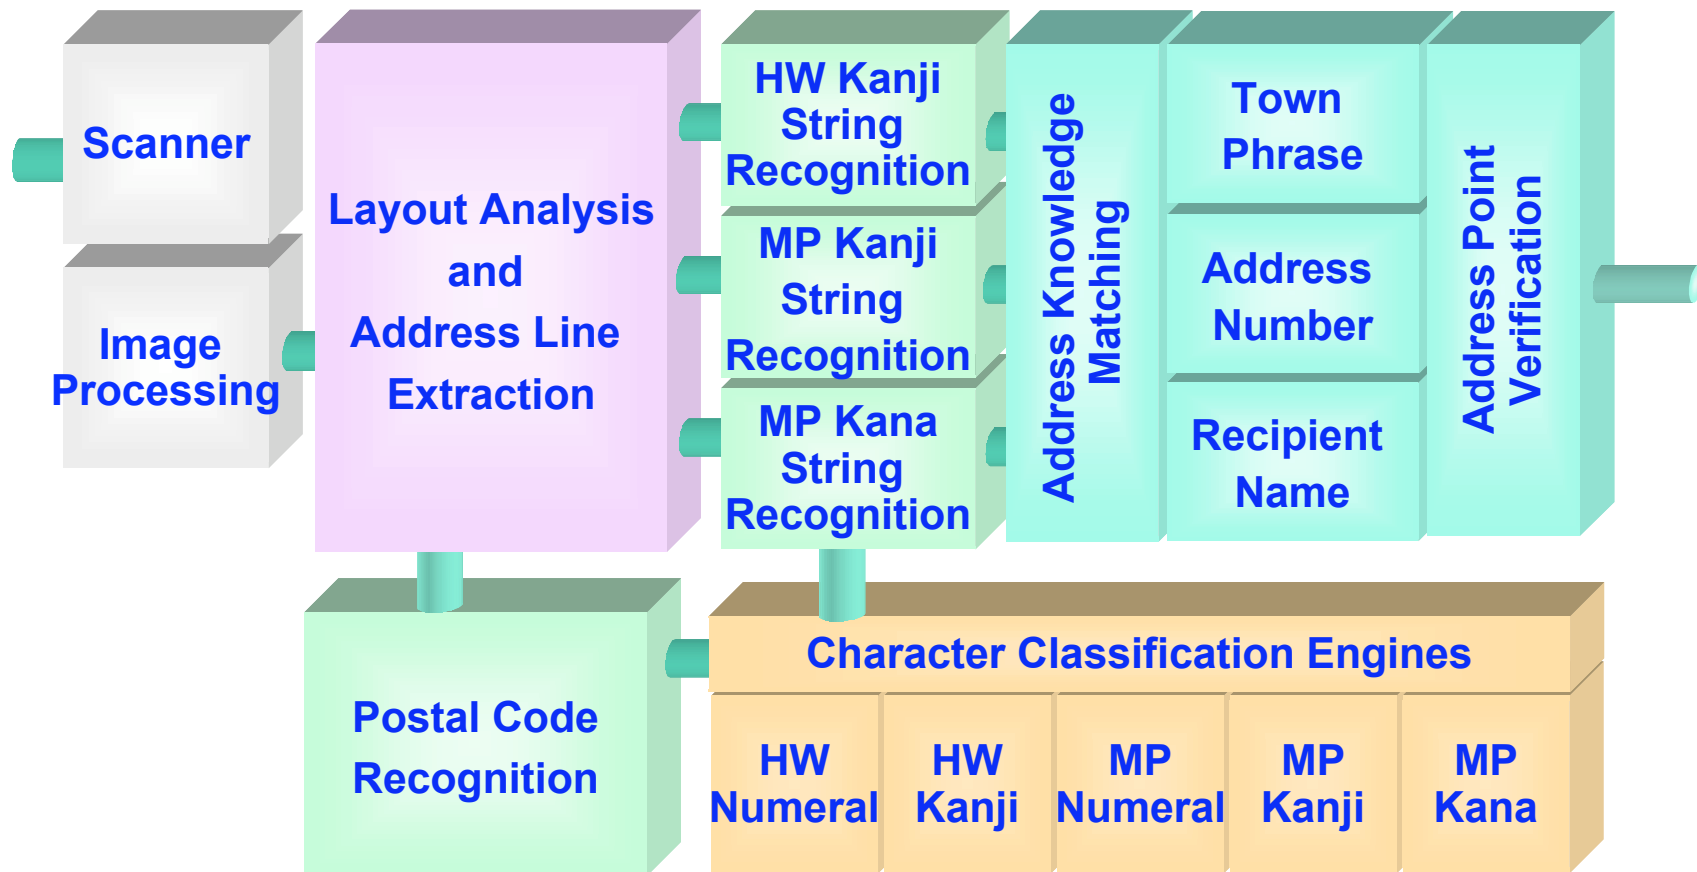 Scanner
Image
Processing
Layout Analysis
and
Address Line
Extraction
HW Kanji
String
Recognition
MP Kanji
String
Recognition
MP Kana
String
Recognition
Address Knowledge
Matching
Town
Phrase
Address
Number
Recipient
Name
Address Point
Verification
Postal Code
Recognition
Character Classification Engines
HW
Numeral
HW
Kanji
MP
Numeral
MP
Kanji
MP
Kana